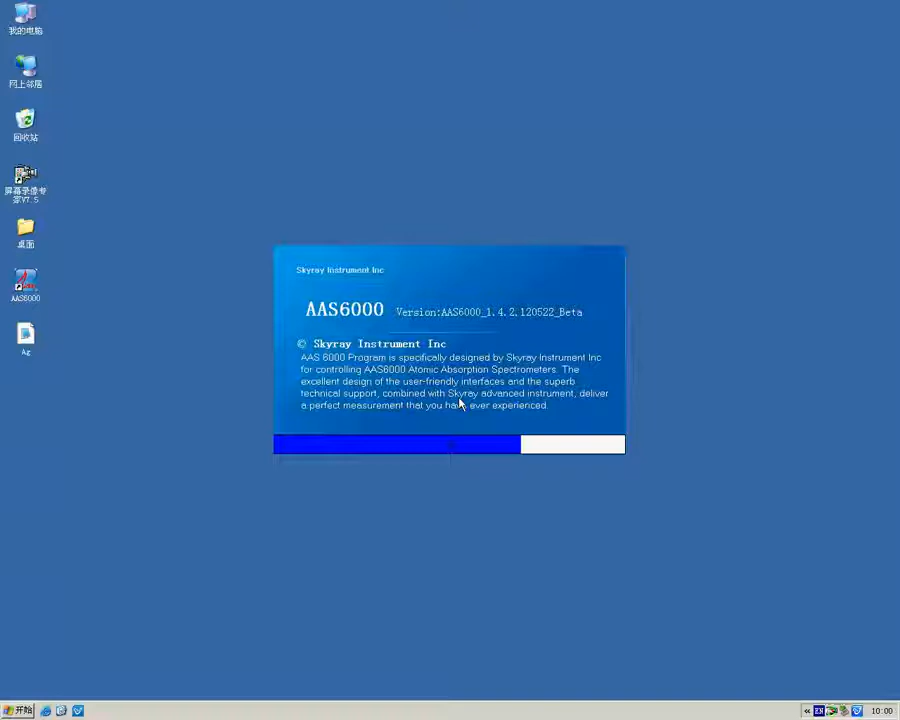 我的电脑
网上邻居
回收站
屏幕录像专
家V7.5
桌面
AAS6000
Ag
Skyray Instrument Inc
AAS6000 Version:AAS6000_1.4.2.120522_Beta
© Skyray Instrument Inc
AAS 6000 Program is specifically designed by Skyray Instrument Inc
for controlling AAS6000 Atomic Absorption Spectrometers. The
excellent design of the user-friendly interfaces and the superb
technical support, combined with Skyray advanced instrument, deliver
a perfect measurement that you have ever experienced.
开始
« EN 10:00